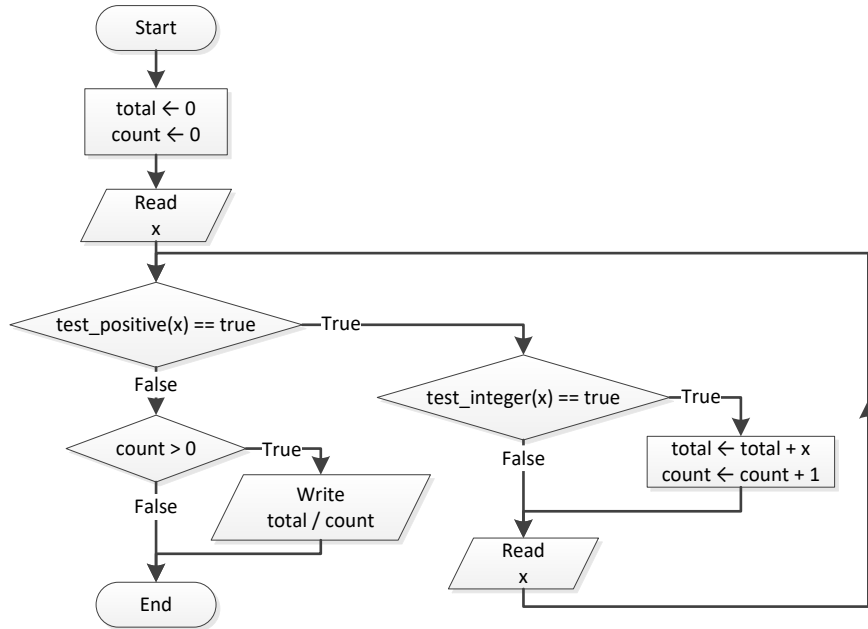 Start
total ← 0
count ← 0
Read
x
test_positive(x) == true
True
False
test_integer(x) == true
True
False
total ← total + x
count ← count + 1
Read
x
count > 0
True
False
Write
total / count
End